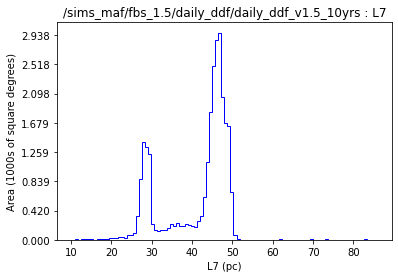 /sims_maf/fbs_1.5/daily_ddf/daily_ddf_v1.5_10yrs : L7
2.938
2.518
2.098
1.679
1.259
0.839
0.420
0.000
Area (1000s of square degrees)
10 20 30 40 50 60 70 80
L7 (pc)